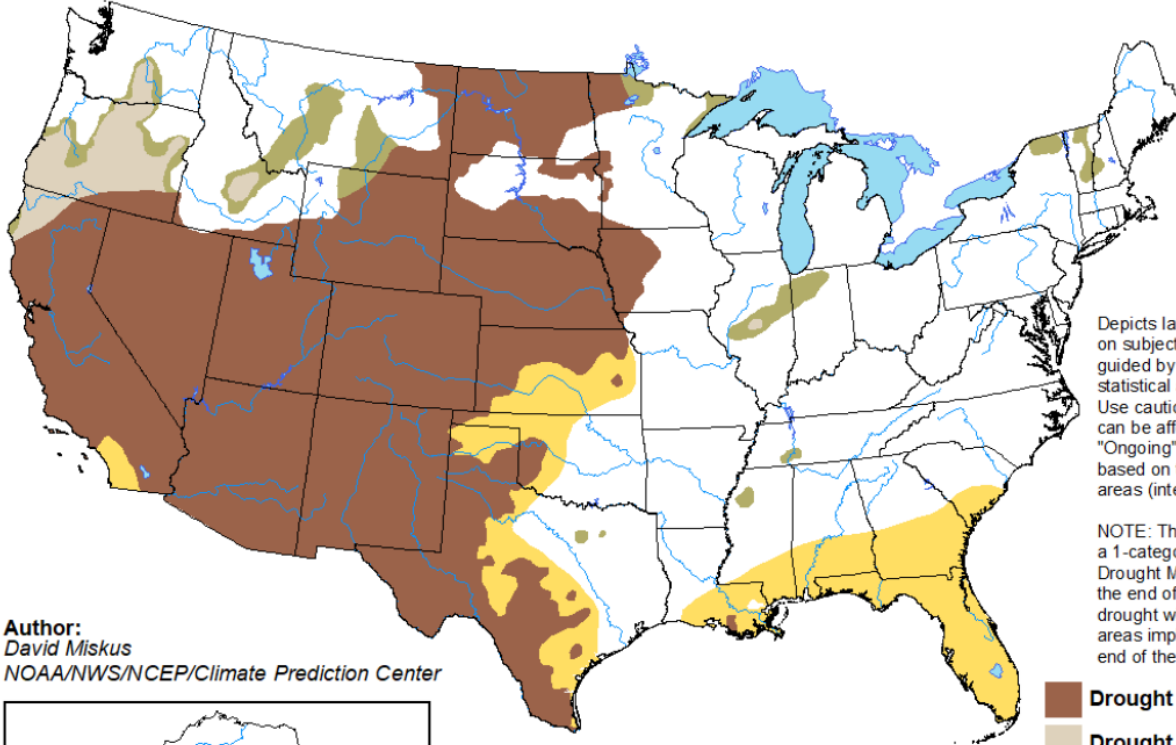 Depicts la
on subject
guided by
statistical
Use cautio
can be affe
"Ongoing"
based on
areas (inte
NOTE: Th
a 1-catego
Drought M
the end of
drought w
areas imp
end of the
Author:
David Miskus
NOAA/NWS/NCEP/Climate Prediction Center
Drought
Drought